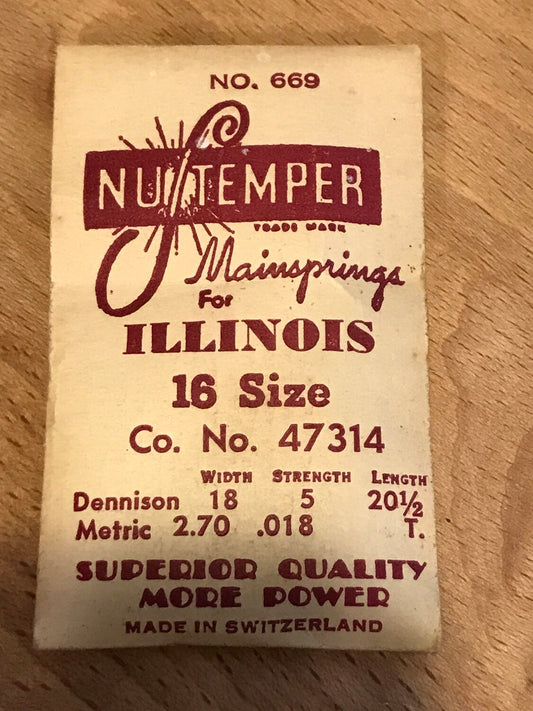 NO. 669
NU TEMPER
TRADE MARK
Mainsprings
For
ILLINOIS
16 Size
Co. No. 47314
WIDTH STRENGTH LENGTH
Dennison 18 5 20½
Metric 2.70 .018 T.
SUPERIOR QUALITY
MORE POWER
MADE IN SWITZERLAND